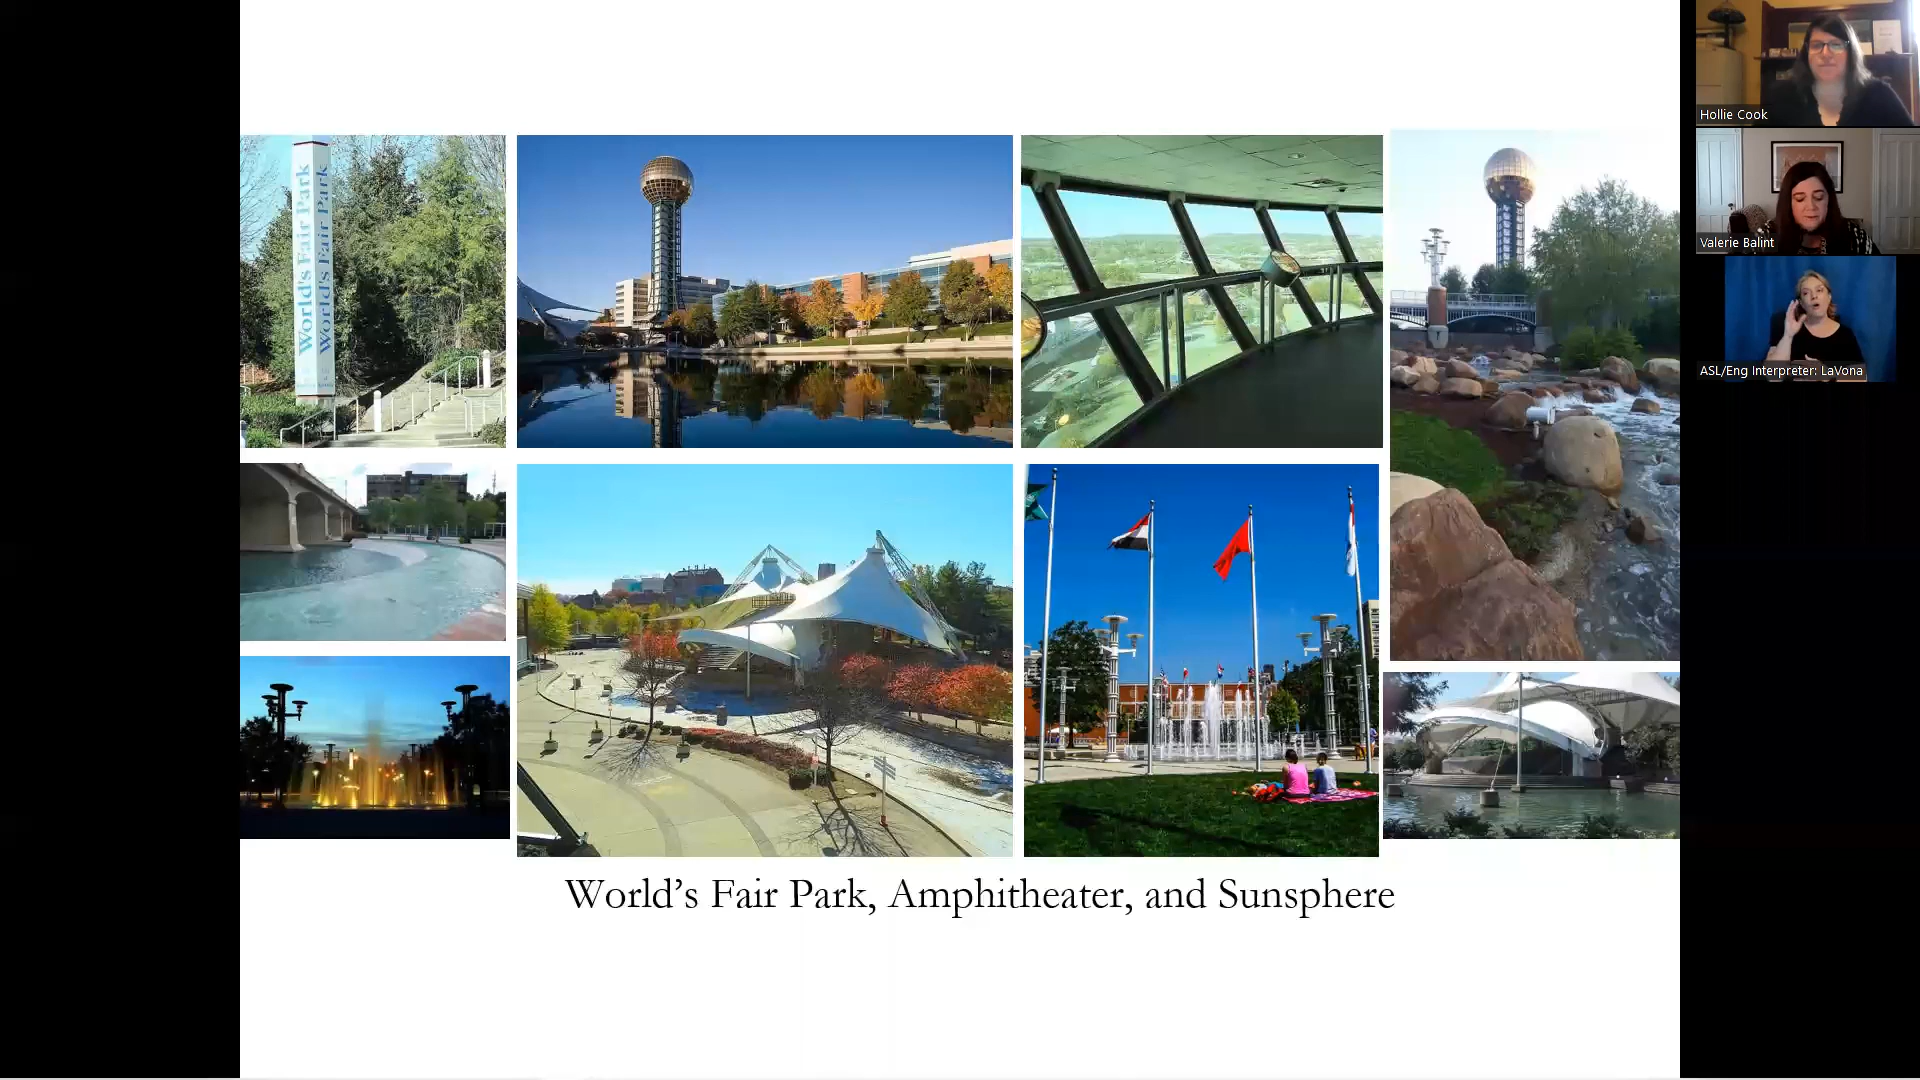 World's Fair Park
World's Fair Park
World's Fair Park, Amphitheater, and Sunsphere
Hollie Cook
Valerie Balint
ASL/Eng Interpreter: LaVona